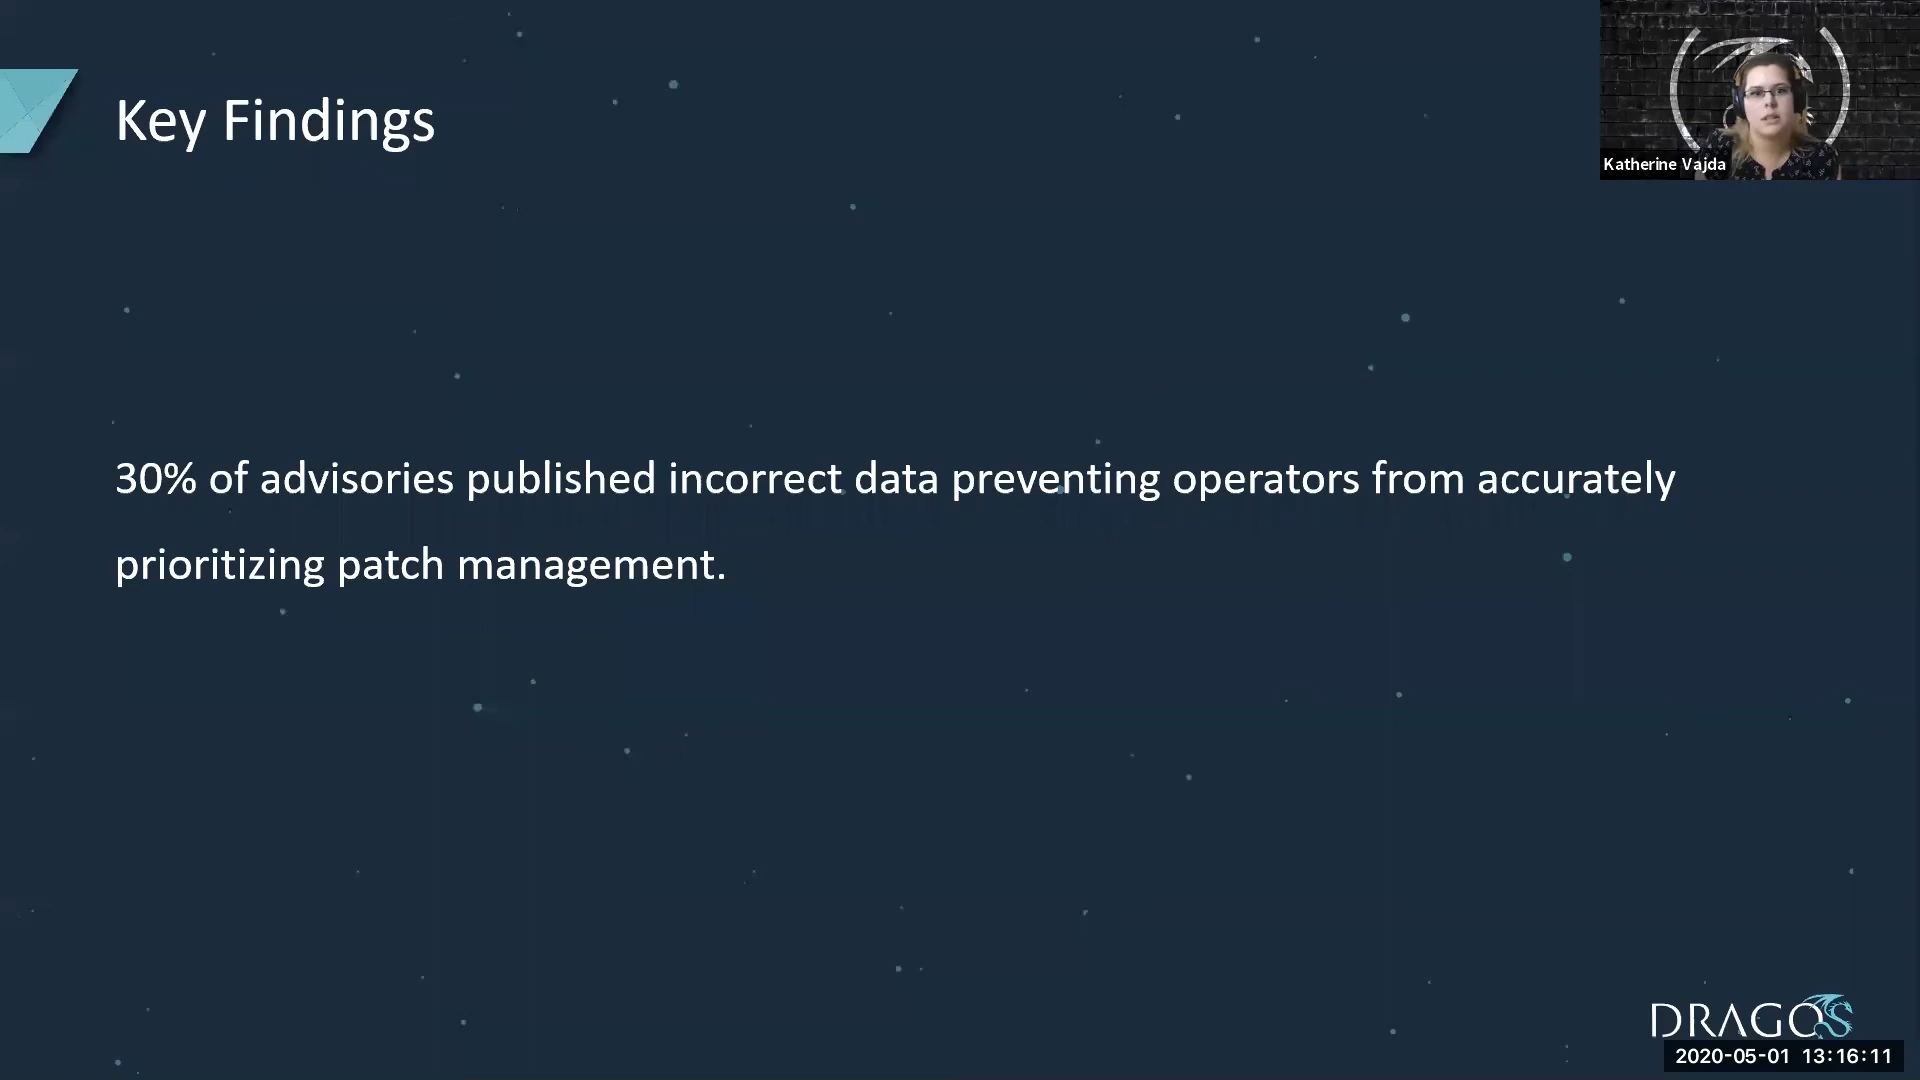 Key Findings
Katherine Vajda
30% of advisories published incorrect data preventing operators from accurately
prioritizing patch management.
DRAGOS
2020-05-01 13:16:11